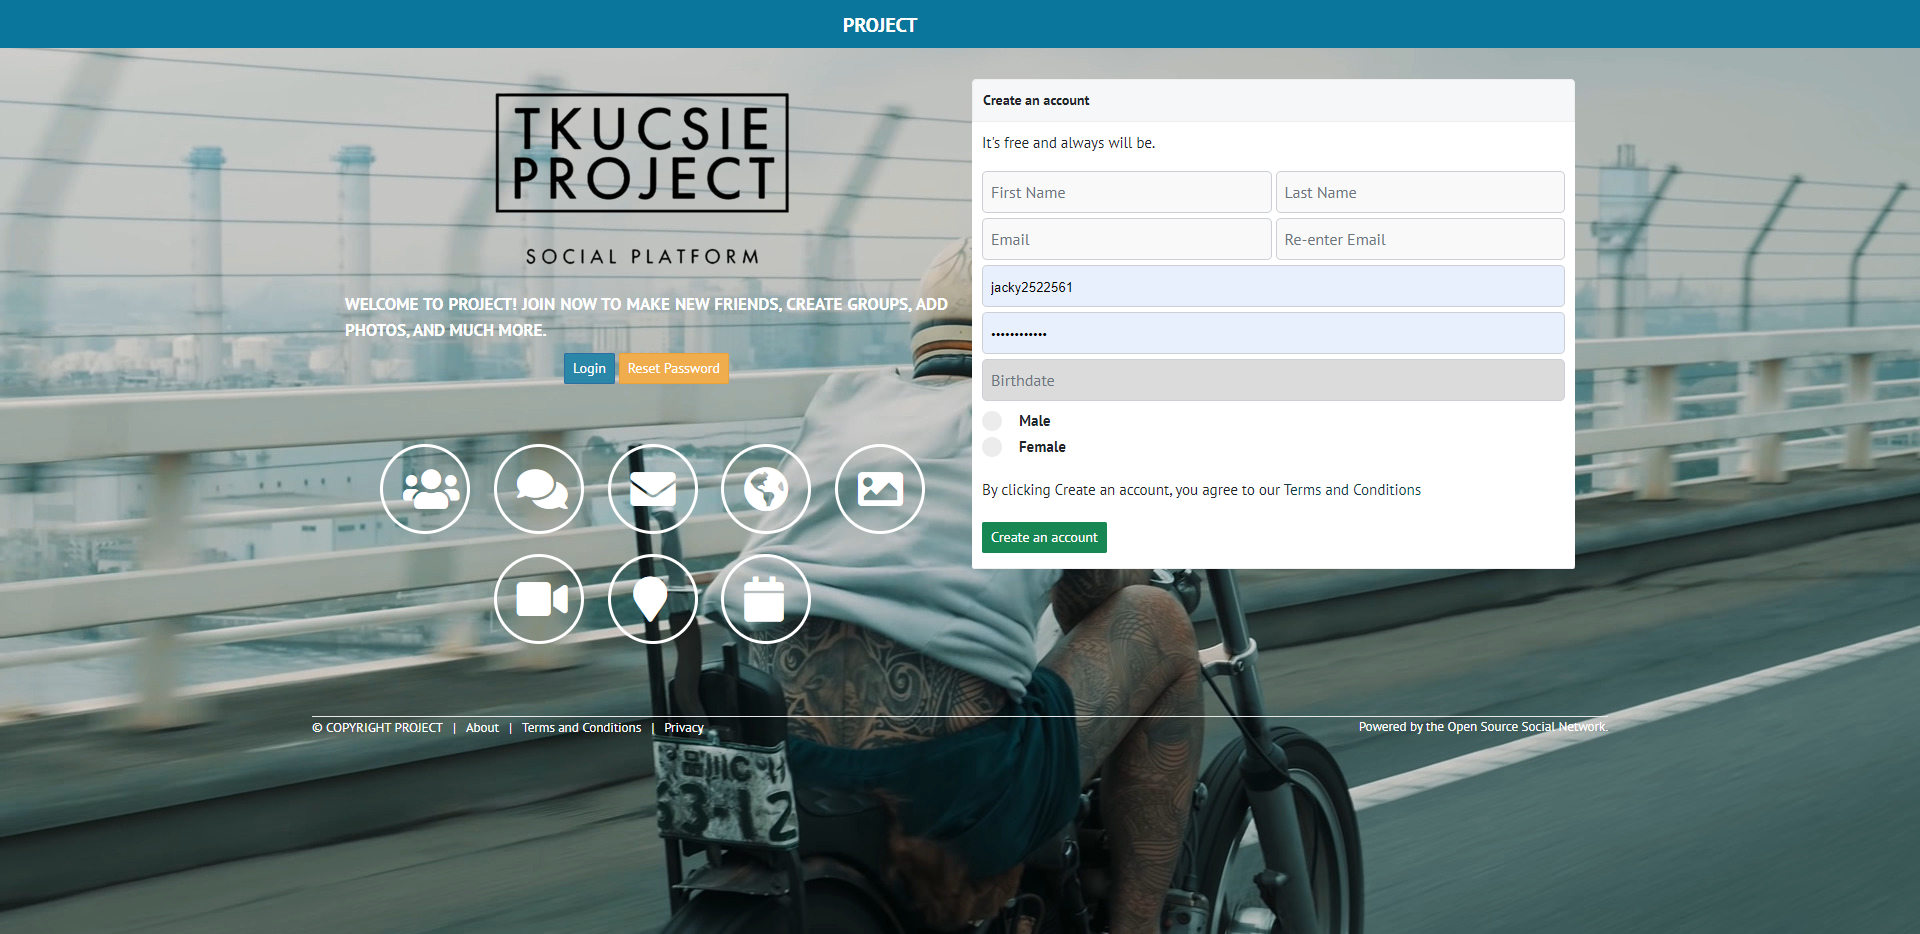 PROJECT
TKUCSIE
PROJECT
SOCIAL PLATFORM
WELCOME TO PROJECT! JOIN NOW TO MAKE NEW FRIENDS, CREATE GROUPS, ADD
PHOTOS, AND MUCH MORE.
Login Reset Password
Create an account
It's free and always will be.
First Name Last Name
Email Re-enter Email
jacky2522561
••••••••••••
Birthdate
Male
Female
By clicking Create an account, you agree to our Terms and Conditions
Create an account
© COPYRIGHT PROJECT | About | Terms and Conditions | Privacy
Powered by the Open Source Social Network.
63-12